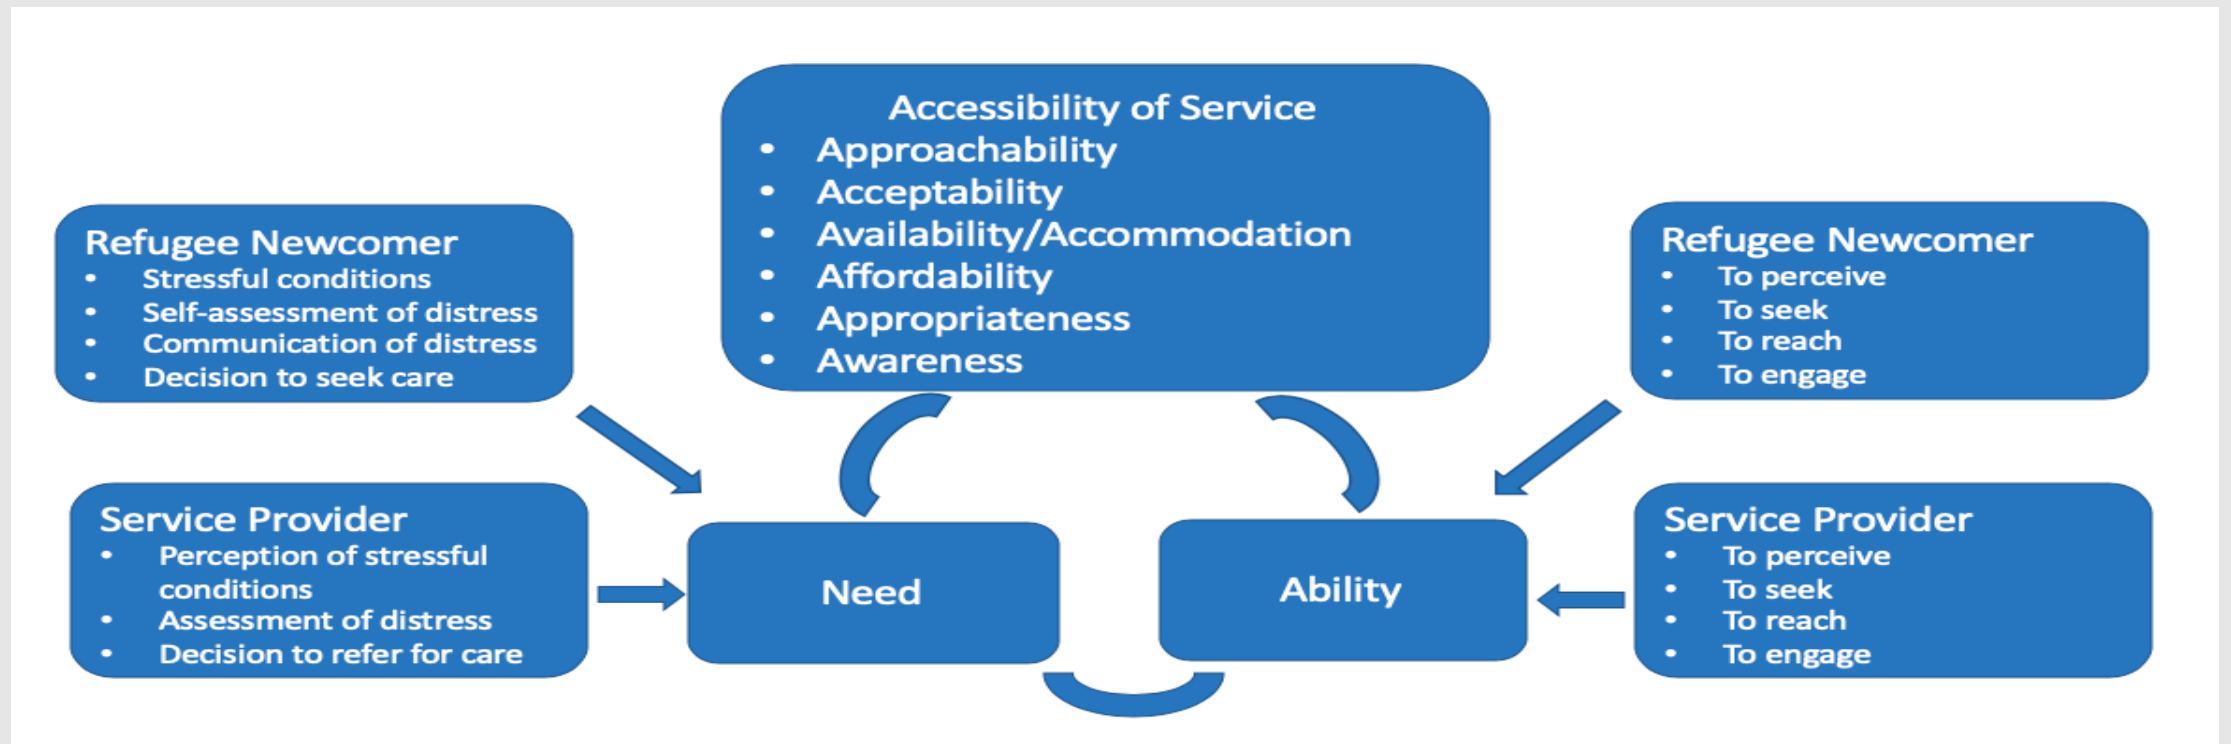 Accessibility of Service
• Approachability
• Acceptability
• Availability/Accommodation
• Affordability
• Appropriateness
• Awareness
Refugee Newcomer
• Stressful conditions
• Self-assessment of distress
• Communication of distress
• Decision to seek care
Service Provider
• Perception of stressful
conditions
• Assessment of distress
• Decision to refer for care
Need
Ability
Refugee Newcomer
• To perceive
• To seek
• To reach
• To engage
Service Provider
• To perceive
• To seek
• To reach
• To engage